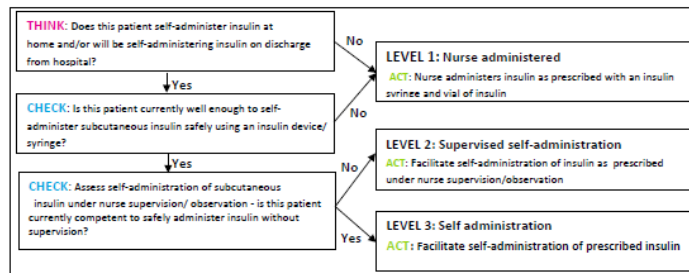 THINK: Does this patient self-administer insulin at
home and/or will be self-administering insulin on discharge
from hospital?
No
Yes
LEVEL 1: Nurse administered
ACT: Nurse administers insulin as prescribed with an insulin
svrinee and vial of insulin
CHECK: Is this patient currently well enough to self-
administer subcutaneous insulin safely using an insulin device/
syringe?
No
Yes
LEVEL 2: Supervised self-administration
ACT: Facilitate self-administration of insulin as prescribed
under nurse supervision/observation
No
CHECK: Assess self-administration of subcutaneous
insulin under nurse supervision/ observation - is this patient
currently competent to safely administer insulin without
supervision?
Yes
LEVEL 3: Self administration
ACT: Facilitate self-administration of prescribed insulin